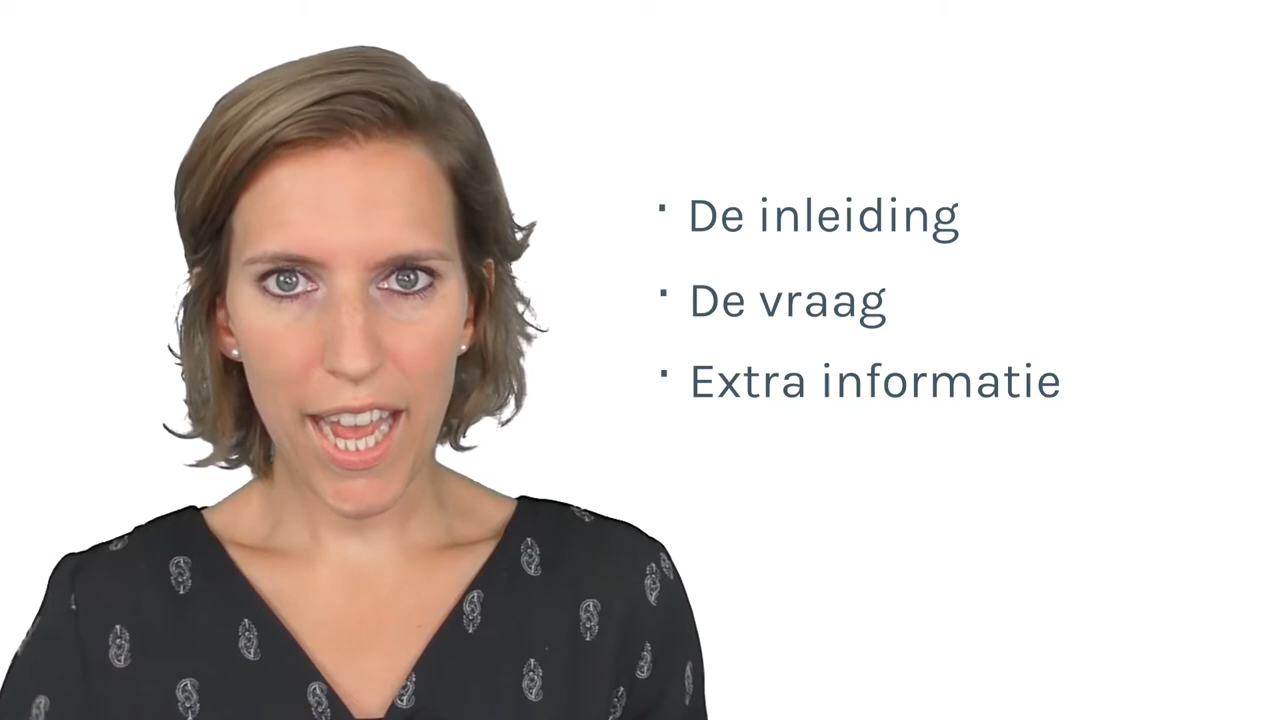 · De inleiding
· De vraag
· Extra informatie